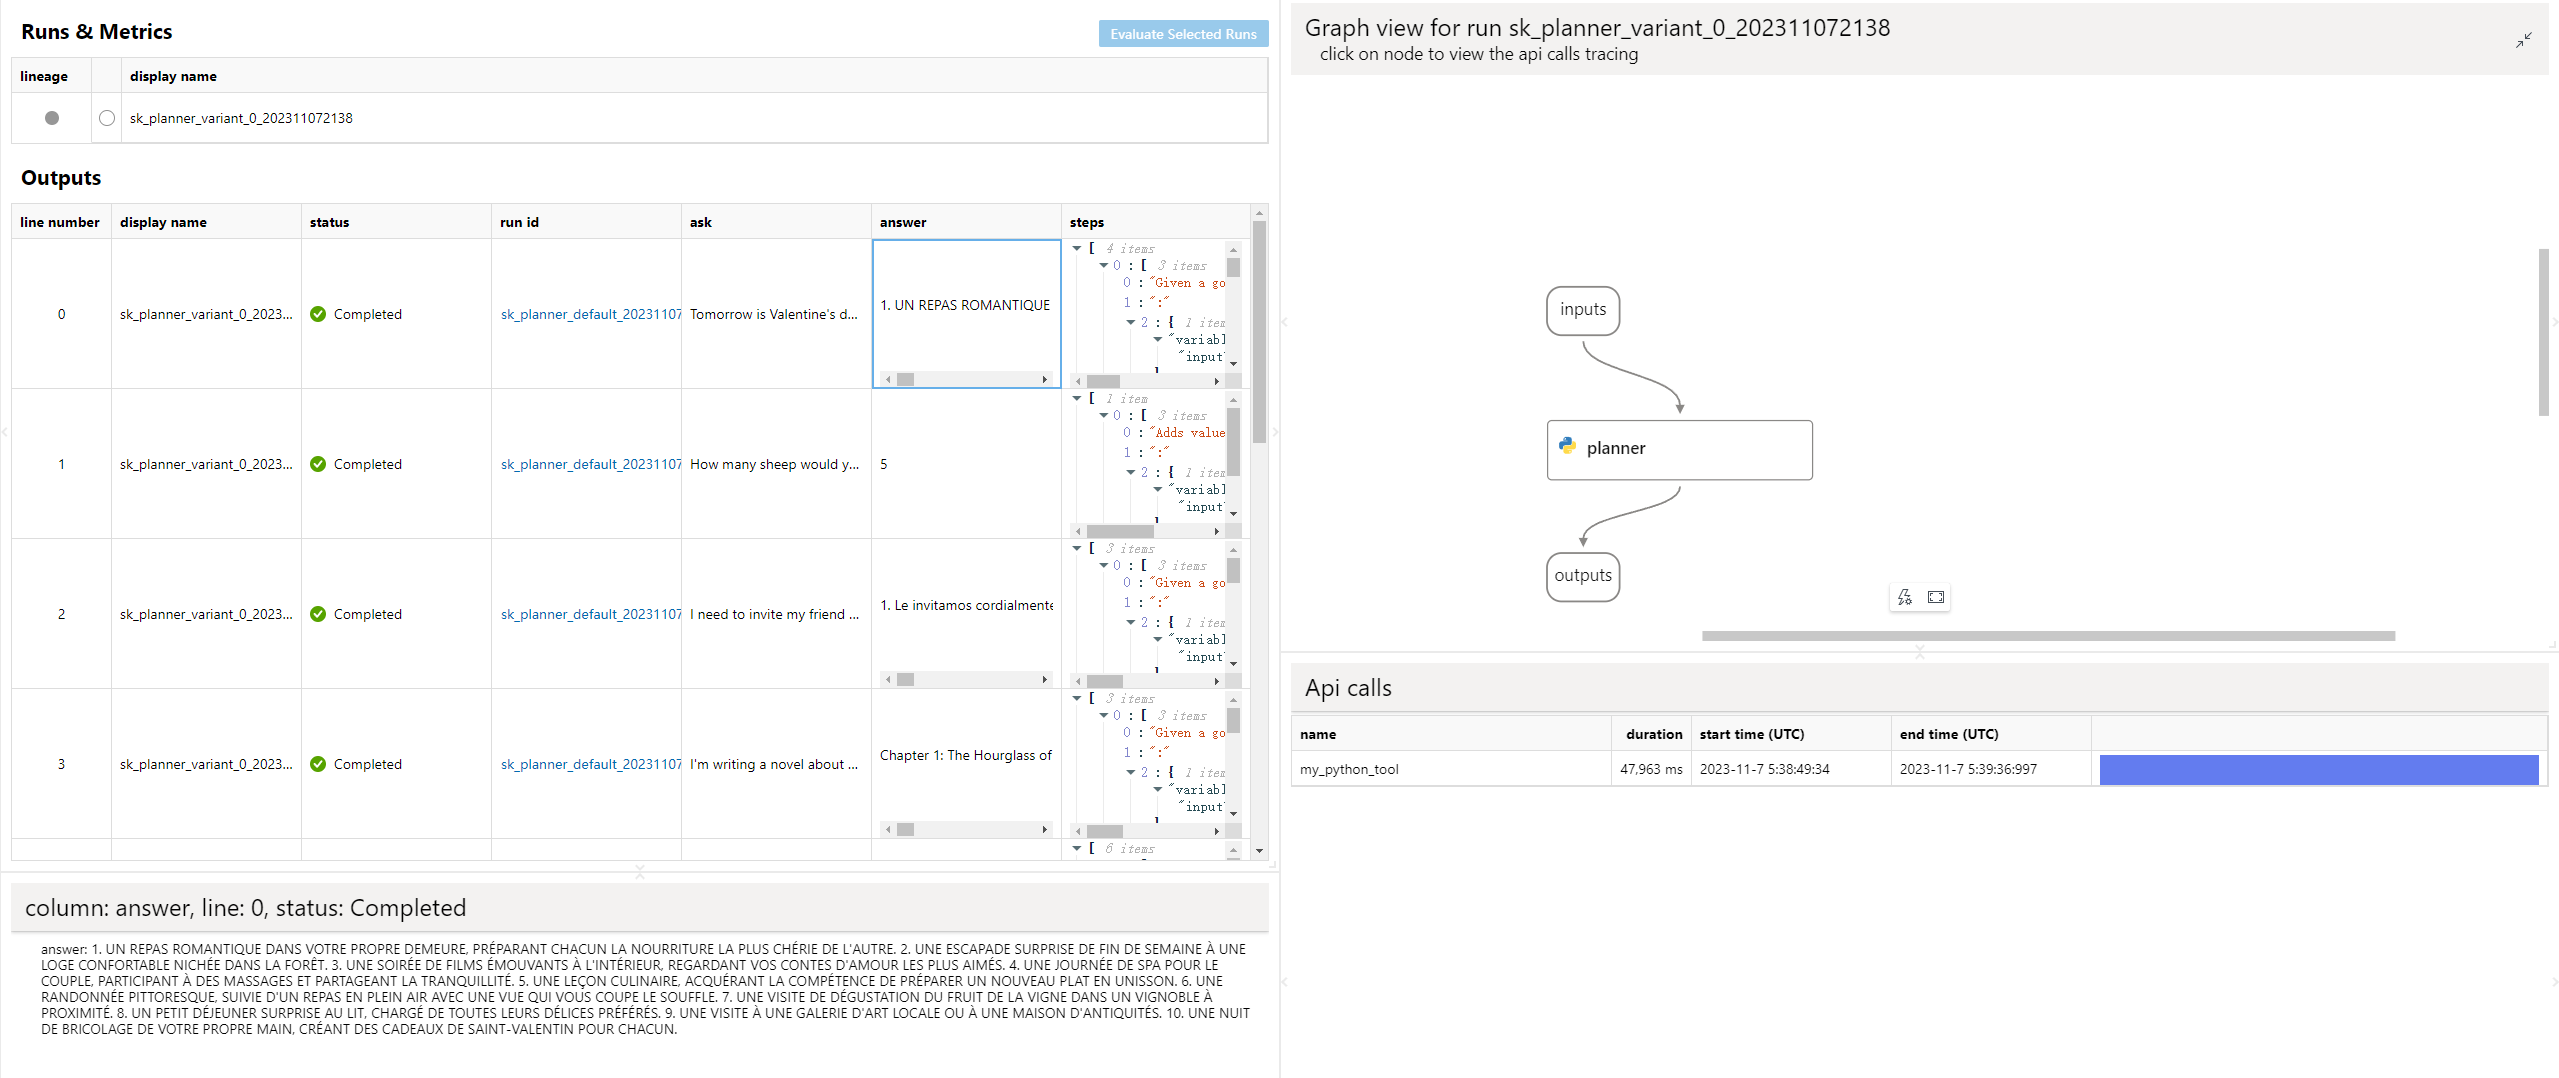 Runs & Metrics
Evaluate Selected Runs
lineage display name
sk_planner_variant_0_202311072138
Outputs
line number display name status run id ask answer steps
0 sk_planner_variant_0_2023... Completed sk_planner_default_20231107 Tomorrow is Valentine's d... 1. UN REPAS ROMANTIQUE
[ 4 items
0 : [ 3 items
0 : "Given a go
1 : ":"
2 : { 1 item
"variabl
"input"
1 sk_planner_variant_0_2023... Completed sk_planner_default_20231107 How many sheep would y... 5
[ 1 item
0 : [ 3 items
0 : "Adds value
1 : ":"
2 : { 1 item
"variabl
"input"
2 sk_planner_variant_0_2023... Completed sk_planner_default_20231107 I need to invite my friend ... 1. Le invitamos cordialmente
[ 3 items
0 : [ 3 items
0 : "Given a go
1 : ":"
2 : { 1 item
"variabl
"input"
3 sk_planner_variant_0_2023... Completed sk_planner_default_20231107 I'm writing a novel about ... Chapter 1: The Hourglass of
[ 3 items
0 : [ 3 items
0 : "Given a go
1 : ":"
2 : { 1 item
"variabl
"input"
[ 6 items
column: answer, line: 0, status: Completed
answer: 1. UN REPAS ROMANTIQUE DANS VOTRE PROPRE DEMEURE, PRÉPARANT CHACUN LA NOURRITURE LA PLUS CHÉRIE DE L'AUTRE. 2. UNE ESCAPADE SURPRISE DE FIN DE SEMAINE À UNE
LOGE CONFORTABLE NICHÉE DANS LA FORÊT. 3. UNE SOIRÉE DE FILMS ÉMOUVANTS À L'INTÉRIEUR, REGARDANT VOS CONTES D'AMOUR LES PLUS AIMÉS. 4. UNE JOURNÉE DE SPA POUR LE
COUPLE, PARTICIPANT À DES MASSAGES ET PARTAGEANT LA TRANQUILLITÉ. 5. UNE LEÇON CULINAIRE, ACQUÉRANT LA COMPÉTENCE DE PRÉPARER UN NOUVEAU PLAT EN UNISSON. 6. UNE
RANDONNÉE PITTORESQUE, SUIVIE D'UN REPAS EN PLEIN AIR AVEC UNE VUE QUI VOUS COUPE LE SOUFFLE. 7. UNE VISITE DE DÉGUSTATION DU FRUIT DE LA VIGNE DANS UN VIGNOBLE À
PROXIMITÉ. 8. UN PETIT DÉJEUNER SURPRISE AU LIT, CHARGÉ DE TOUTES LEURS DÉLICES PRÉFÉRÉS. 9. UNE VISITE À UNE GALERIE D'ART LOCALE OU À UNE MAISON D'ANTIQUITÉS. 10. UNE NUIT
DE BRICOLAGE DE VOTRE PROPRE MAIN, CRÉANT DES CADEAUX DE SAINT-VALENTIN POUR CHACUN.
Graph view for run sk_planner_variant_0_202311072138
click on node to view the api calls tracing
inputs
planner
outputs
Api calls
name duration start time (UTC) end time (UTC)
my_python_tool 47,963 ms 2023-11-7 5:38:49:34 2023-11-7 5:39:36:997